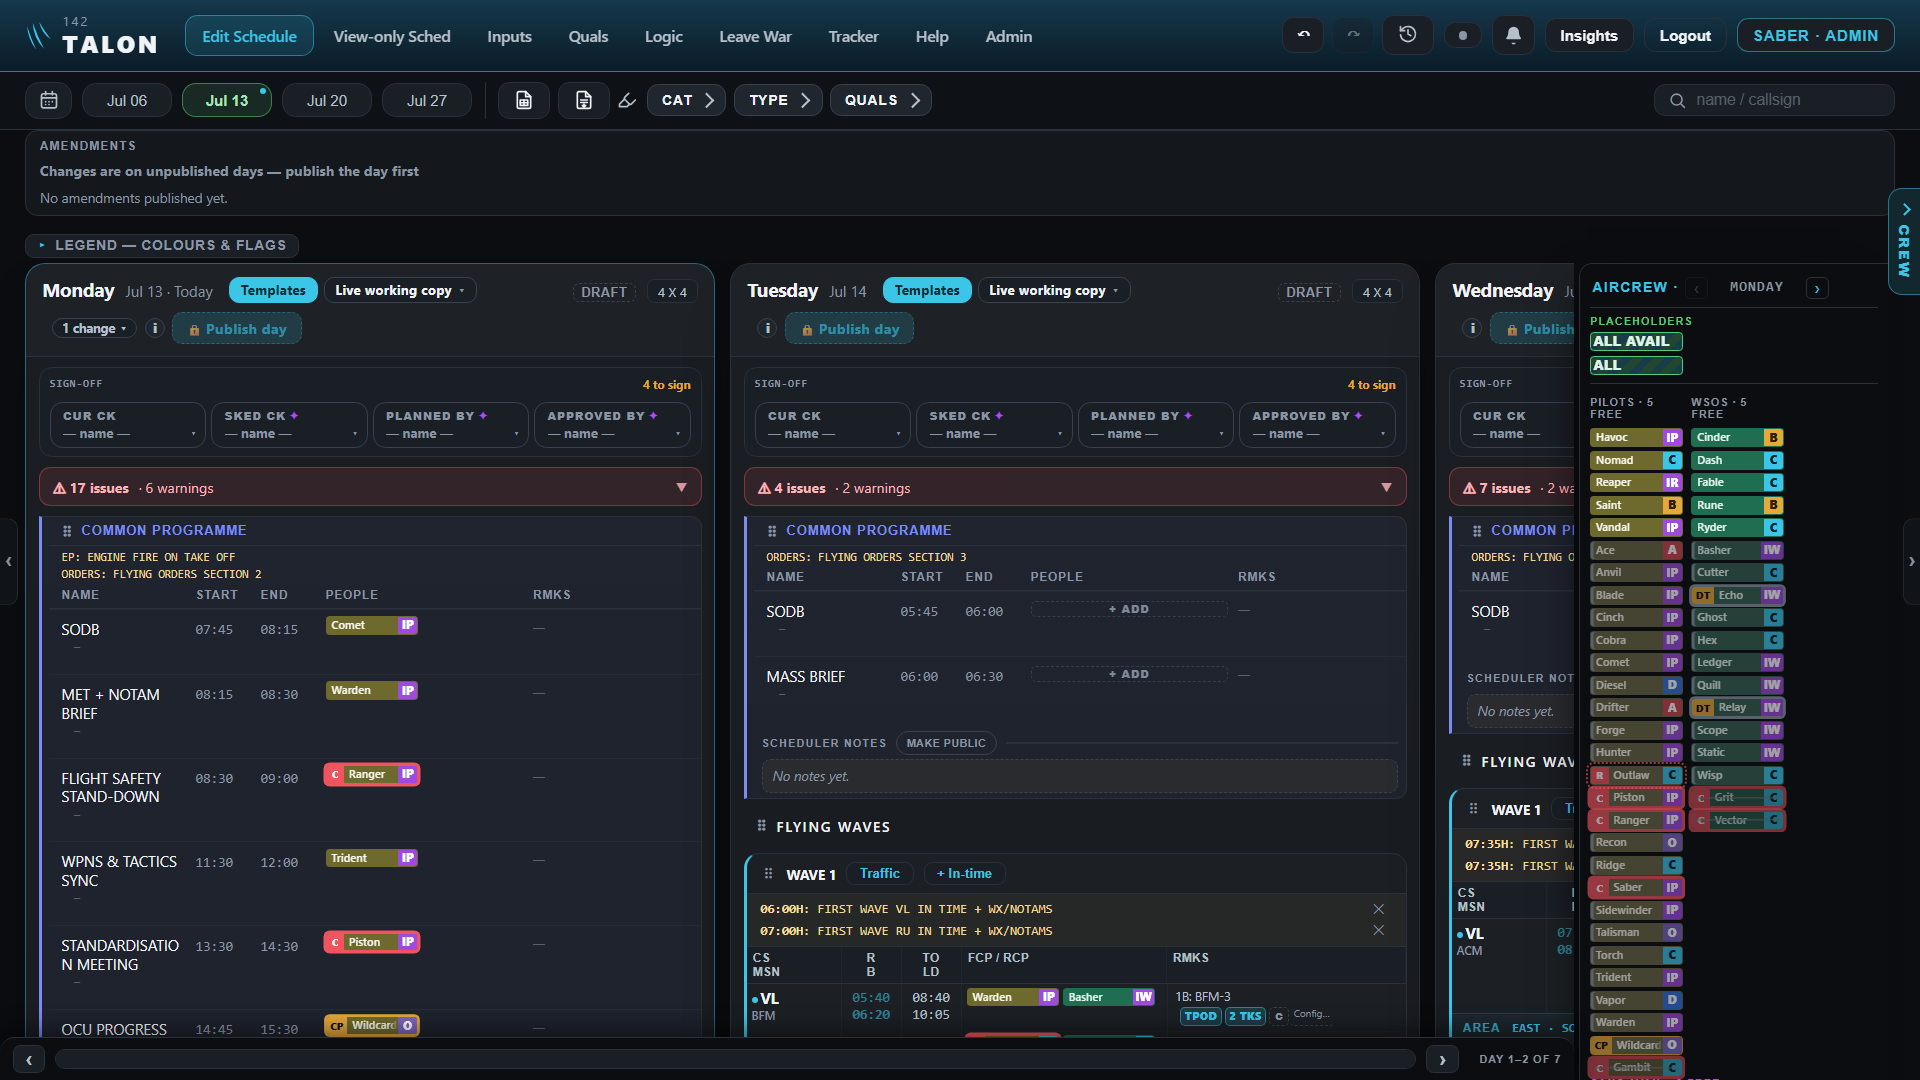 142
TALON
Edit Schedule
View-only Sched
Inputs
Quals
Logic
Leave War
Tracker
Help
Admin
Insights
Logout
SABER · ADMIN
Jul 06
Jul 13
Jul 20
Jul 27
CAT
TYPE
QUALS
name / callsign
AMENDMENTS
Changes are on unpublished days — publish the day first
No amendments published yet.
LEGEND — COLOURS & FLAGS
CREW
Monday Jul 13 · Today Templates Live working copy DRAFT 4 X 4
1 change i Publish day
SIGN-OFF 4 to sign
CUR CK SKED CK PLANNED BY APPROVED BY
— name — — name — — name — — name —
17 issues · 6 warnings
COMMON PROGRAMME
EP: ENGINE FIRE ON TAKE OFF
ORDERS: FLYING ORDERS SECTION 2
NAME START END PEOPLE RMKS
SODB 07:45 08:15 Comet IP —
—
MET + NOTAM BRIEF 08:15 08:30 Warden IP —
—
FLIGHT SAFETY STAND-DOWN 08:30 09:00 C Ranger IP —
—
WPNS & TACTICS SYNC 11:30 12:00 Trident IP —
—
STANDARDISATIO
N MEETING 13:30 14:30 C Piston IP —
—
OCU PROGRESS 14:45 15:30 CP Wildcard O —
Tuesday Jul 14 Templates Live working copy DRAFT 4 X 4
i Publish day
SIGN-OFF 4 to sign
CUR CK SKED CK PLANNED BY APPROVED BY
— name — — name — — name — — name —
4 issues · 2 warnings
COMMON PROGRAMME
ORDERS: FLYING ORDERS SECTION 3
NAME START END PEOPLE RMKS
SODB 05:45 06:00 + ADD —
—
MASS BRIEF 06:00 06:30 + ADD —
—
SCHEDULER NOTES MAKE PUBLIC
No notes yet.
FLYING WAVES
WAVE 1 Traffic + In-time
06:00H: FIRST WAVE VL IN TIME + WX/NOTAMS
07:00H: FIRST WAVE RU IN TIME + WX/NOTAMS
CS R TO FCP / RCP RMKS
MSN B LD
VL 05:40 08:40 Warden IP Basher IW 1B: BFM-3
BFM 06:20 10:05 TPOD 2 TKS C Config...
Wednesday
i Publish
SIGN-OFF
CUR CK
— name —
7 issues · 2
COMMON
ORDERS: FLYING
NAME
SODB
—
SCHEDULER
No notes yet.
FLYING
WAVE 1
07:35H: FIRST
07:35H: FIRST
CS
MSN
VL 07
ACM 08
AREA EAST ·
AIRCREW · MONDAY
PLACEHOLDERS
ALL AVAIL
ALL
PILOTS · 5 FREE WSOS · 5 FREE
Havoc IP Cinder B
Nomad C Dash C
Reaper IR Fable C
Saint B Rune B
Vandal IP Ryder C
Ace A Basher IW
Anvil IP Cutter C
Blade IP DT Echo IW
Cinch IP Ghost C
Cobra IP Hex C
Comet IP Ledger IW
Diesel D Quill IW
Drifter A DT Relay IW
Forge IP Scope IW
Hunter IP Static IW
R Outlaw C Wisp C
C Piston IP C Grit C
C Ranger IP C Vector C
Recon O
Ridge C
C Saber IP
Sidewinder IP
Talisman O
Torch C
Trident IP
Vapor D
Warden IP
CP Wildcard O
C Gambit C
DAY 1–2 OF 7